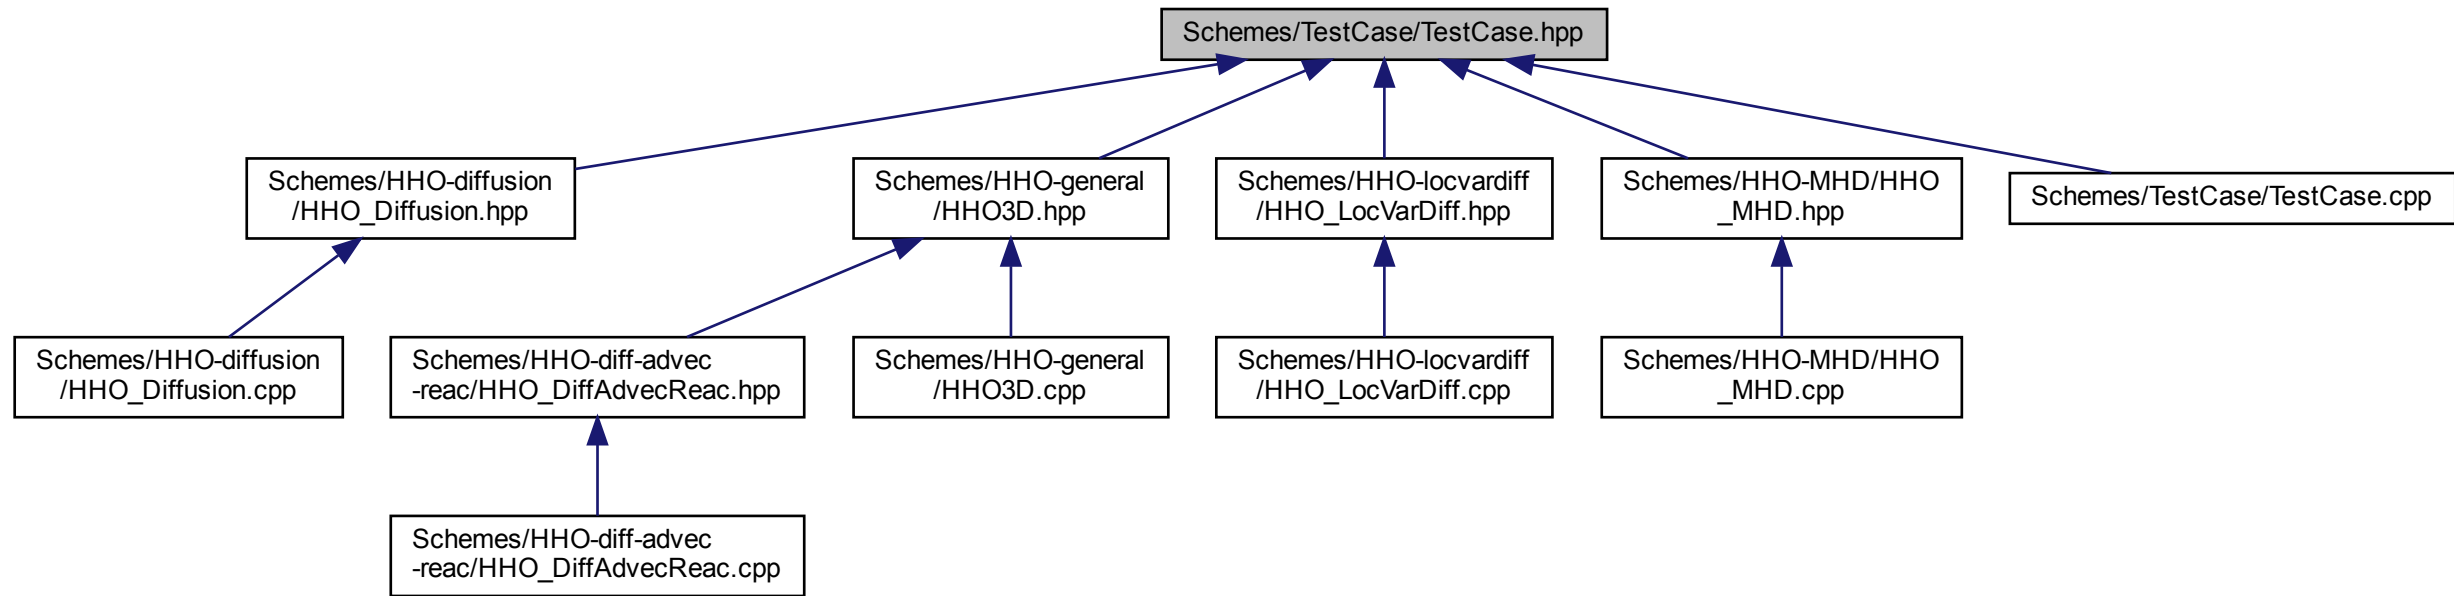 Schemes/TestCase/TestCase.hpp
Schemes/HHO-diffusion
/HHO_Diffusion.hpp
Schemes/HHO-general
/HHO3D.hpp
Schemes/HHO-locvardiff
/HHO_LocVarDiff.hpp
Schemes/HHO-MHD/HHO
_MHD.hpp
Schemes/TestCase/TestCase.cpp
Schemes/HHO-diffusion
/HHO_Diffusion.cpp
Schemes/HHO-diff-advec
-reac/HHO_DiffAdvecReac.hpp
Schemes/HHO-general
/HHO3D.cpp
Schemes/HHO-locvardiff
/HHO_LocVarDiff.cpp
Schemes/HHO-MHD/HHO
_MHD.cpp
Schemes/HHO-diff-advec
-reac/HHO_DiffAdvecReac.cpp